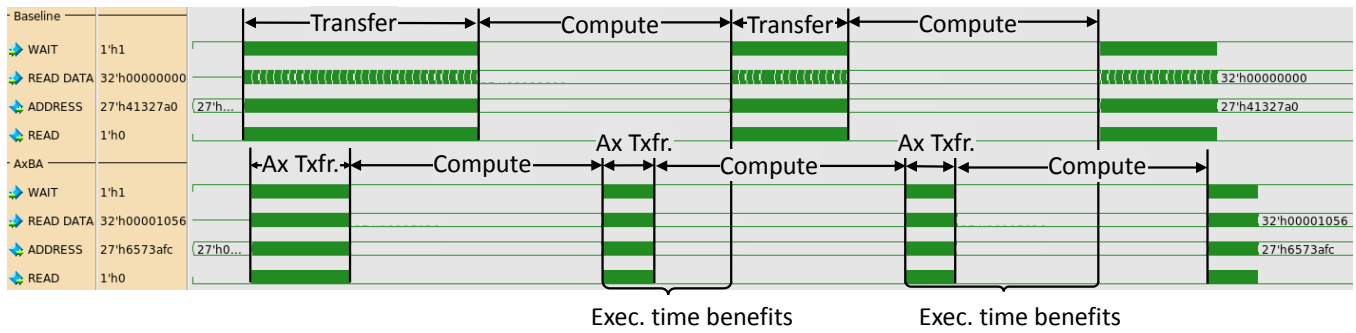 Baseline
Transfer
Compute
Transfer
Compute
WAIT 1'h1
READ DATA 32'h00000000 32'h00000000
ADDRESS 27'h41327a0 27'h... 27'h41327a0
READ 1'h0
Ax Txfr.
Ax Txfr.
AxBA
Ax Txfr.
Compute
Compute
Compute
WAIT 1'h1
READ DATA 32'h00001056 32'h00001056
ADDRESS 27'h6573afc 27'h0... 27'h6573afc
READ 1'h0
Exec. time benefits
Exec. time benefits